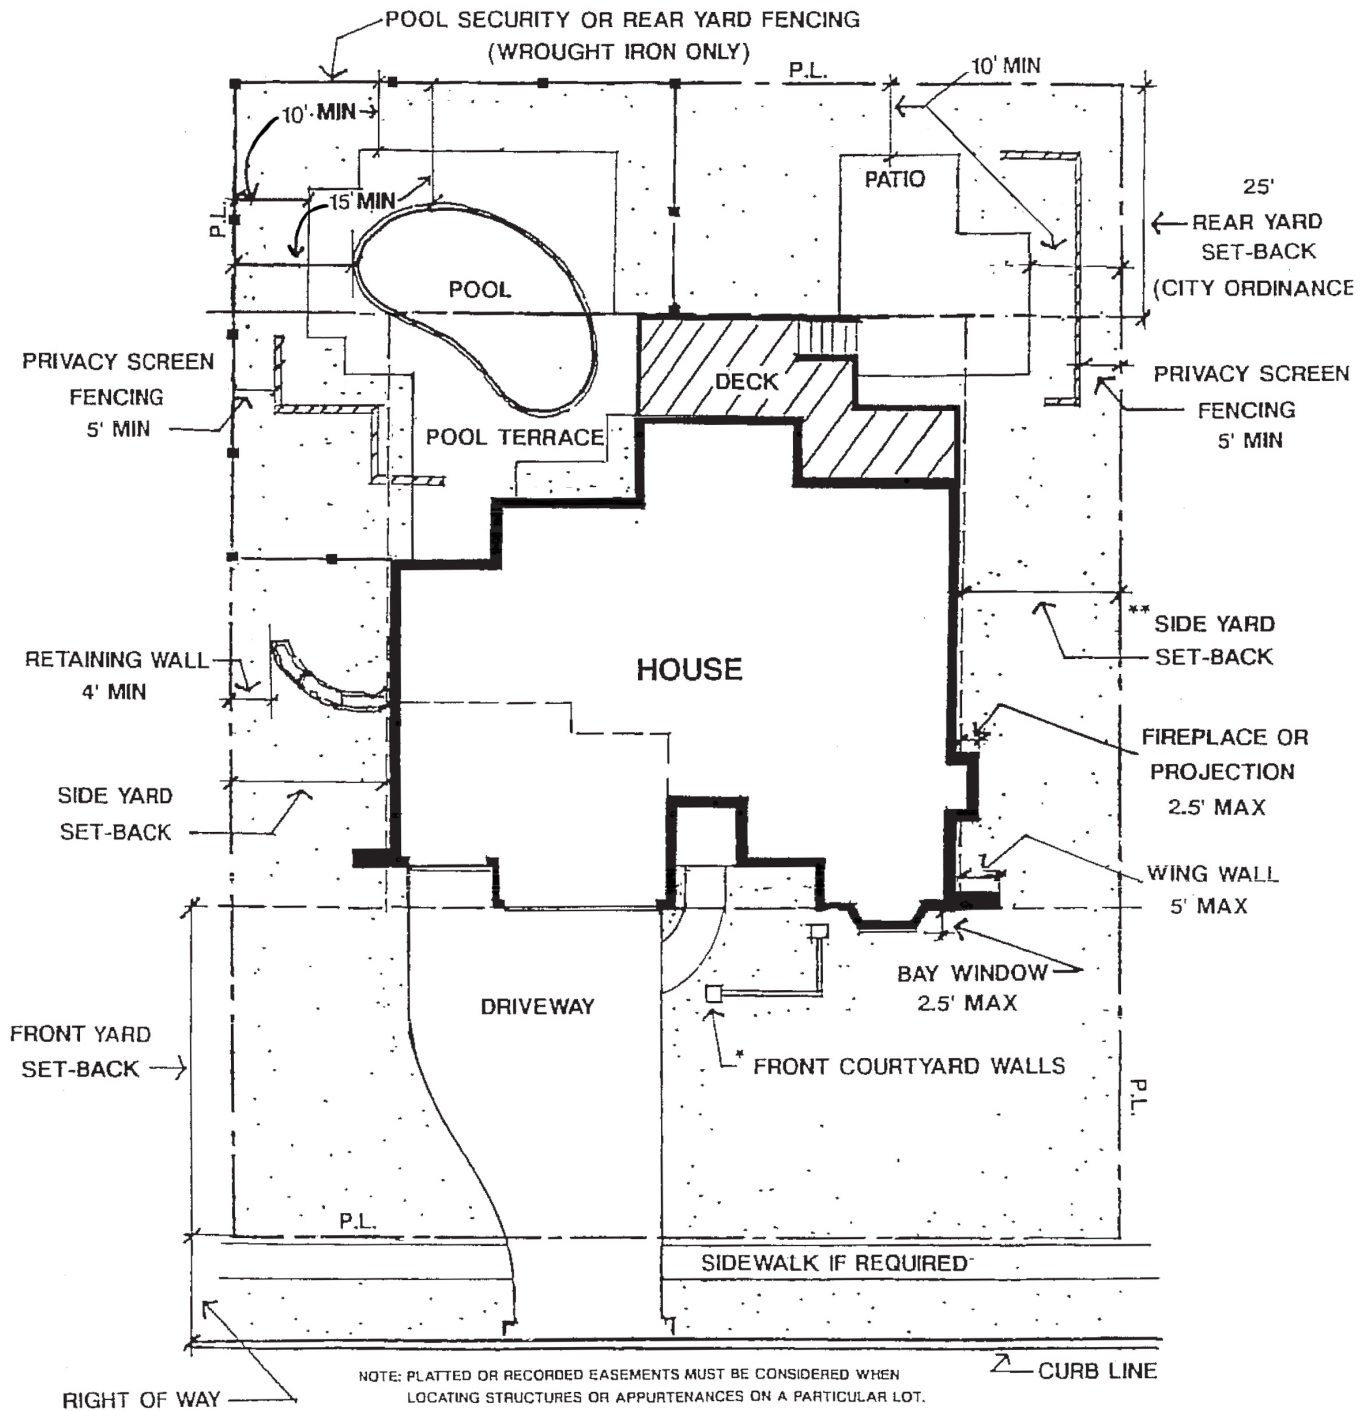 POOL SECURITY OR REAR YARD FENCING
(WROUGHT IRON ONLY)
P.L.
10' MIN
10' MIN
15' MIN
P.L.
PATIO
25'
REAR YARD
SET-BACK
(CITY ORDINANCE
POOL
PRIVACY SCREEN
FENCING
5' MIN
DECK
PRIVACY SCREEN
FENCING
5' MIN
POOL TERRACE
** SIDE YARD
SET-BACK
RETAINING WALL
4' MIN
HOUSE
FIREPLACE OR
PROJECTION
2.5' MAX
SIDE YARD
SET-BACK
WING WALL
5' MAX
BAY WINDOW
2.5' MAX
DRIVEWAY
FRONT YARD
SET-BACK
* FRONT COURTYARD WALLS
P.L.
P.L.
SIDEWALK IF REQUIRED
CURB LINE
NOTE: PLATTED OR RECORDED EASEMENTS MUST BE CONSIDERED WHEN
LOCATING STRUCTURES OR APPURTENANCES ON A PARTICULAR LOT.
RIGHT OF WAY